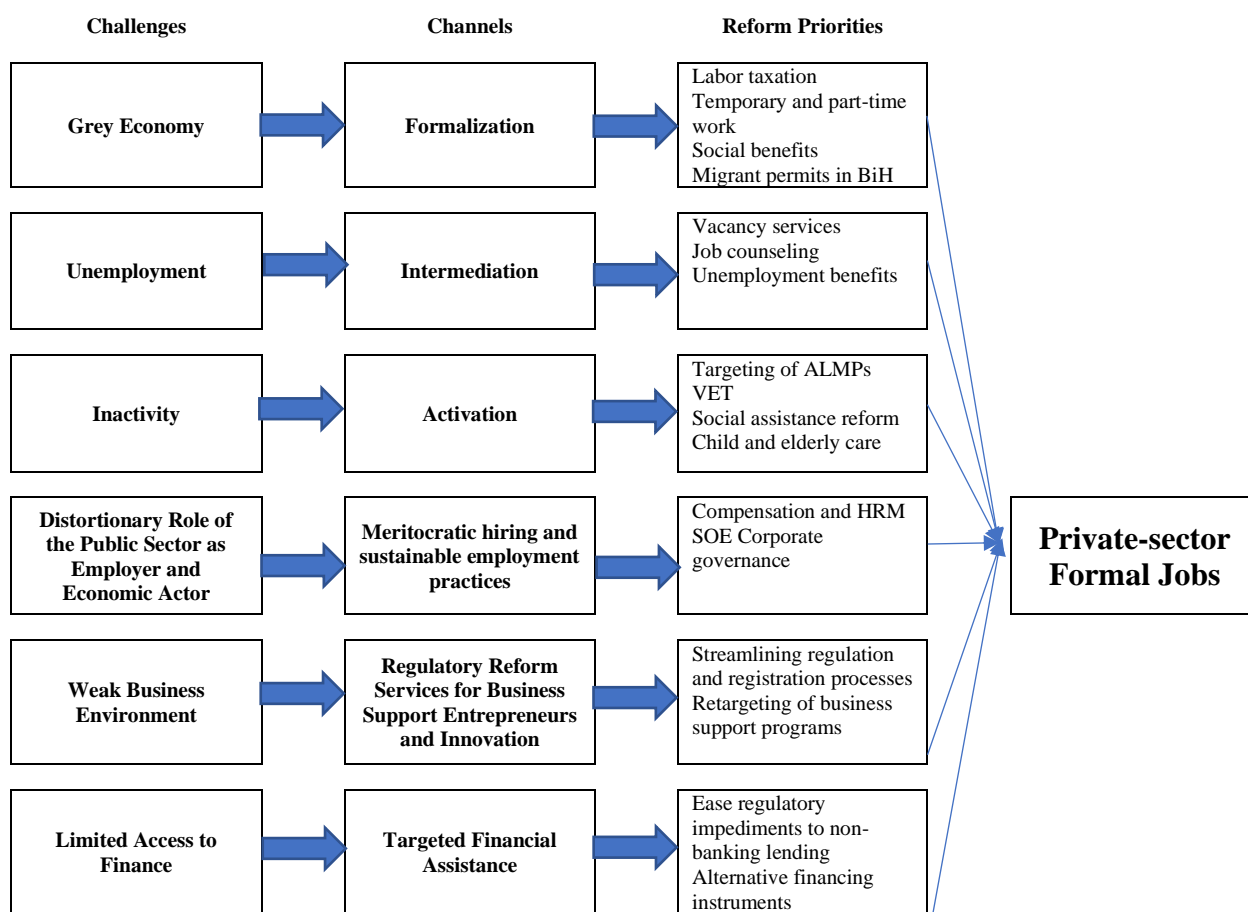 Challenges
Channels
Reform Priorities
Grey Economy
Formalization
Labor taxation
Temporary and part-time
work
Social benefits
Migrant permits in BiH
Unemployment
Intermediation
Vacancy services
Job counseling
Unemployment benefits
Inactivity
Activation
Targeting of ALMPs
VET
Social assistance reform
Child and elderly care
Distortionary Role of
the Public Sector as
Employer and
Economic Actor
Meritocratic hiring and
sustainable employment
practices
Compensation and HRM
SOE Corporate
governance
Private-sector
Formal Jobs
Weak Business
Environment
Regulatory Reform
Services for Business
Support Entrepreneurs
and Innovation
Streamlining regulation
and registration processes
Retargeting of business
support programs
Limited Access to
Finance
Targeted Financial
Assistance
Ease regulatory
impediments to non-
banking lending
Alternative financing
instruments